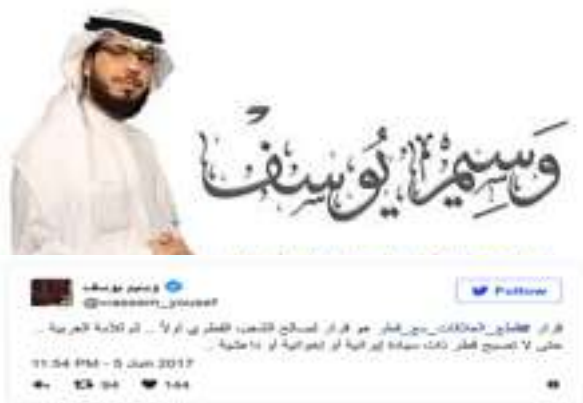 وَسِيم يُوسِفْ
وسيم يوسف
@waseem_yousef
Follow
قرار #قطع_العلاقات_مع_قطر هو قرار لصالح الشعب القطري أولاً .. ثم للأمة العربية ..
حتى لا تصبح قطر ذات سيادة إيرانية أو إخوانية أو داعشية ..
11:54 PM - 5 Jun 2017
94 144